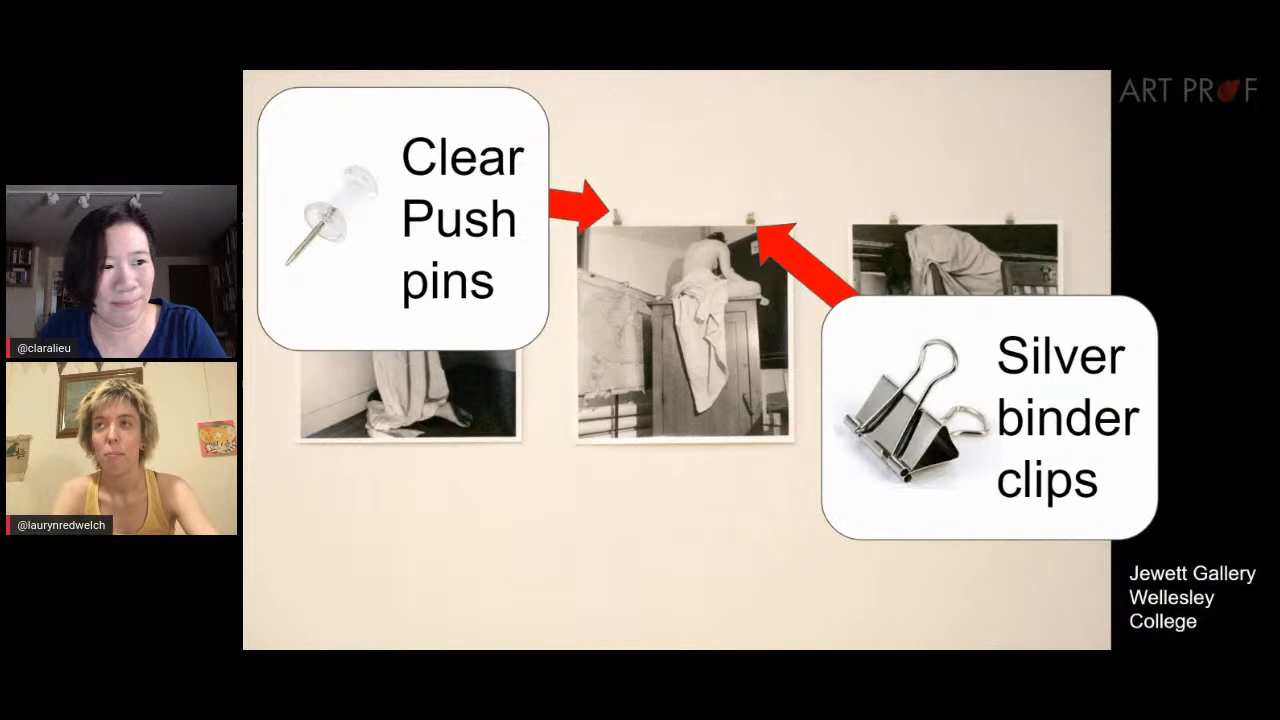 ART PROF
Clear
Push
pins
Silver
binder
clips
@claralieu
@laurynredwelch
Jewett Gallery
Wellesley
College